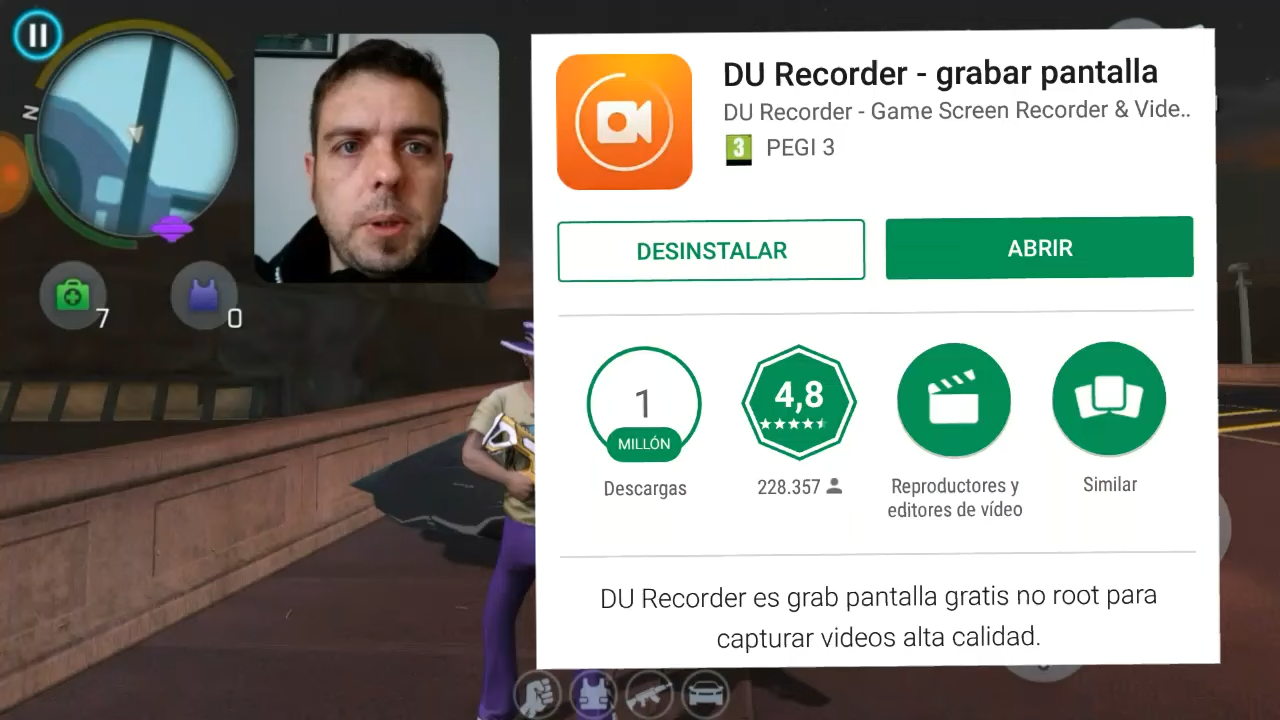 N
7
0
DU Recorder - grabar pantalla
DU Recorder - Game Screen Recorder & Vide..
3 PEGI 3
DESINSTALAR
ABRIR
1
MILLÓN
4,8
Descargas
228.357
Reproductores y
editores de vídeo
Similar
DU Recorder es grab pantalla gratis no root para
capturar videos alta calidad.